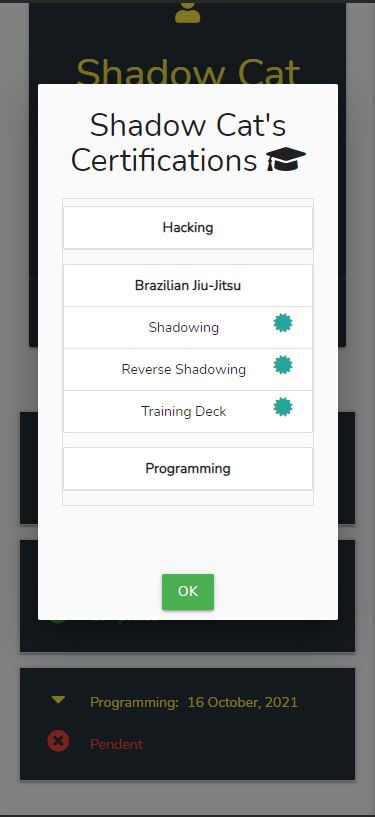 Shadow Cat
Shadow Cat's
Certifications
Hacking
Brazilian Jiu-Jitsu
Shadowing
Reverse Shadowing
Training Deck
Programming
OK
Programming: 16 October, 2021
Pendent